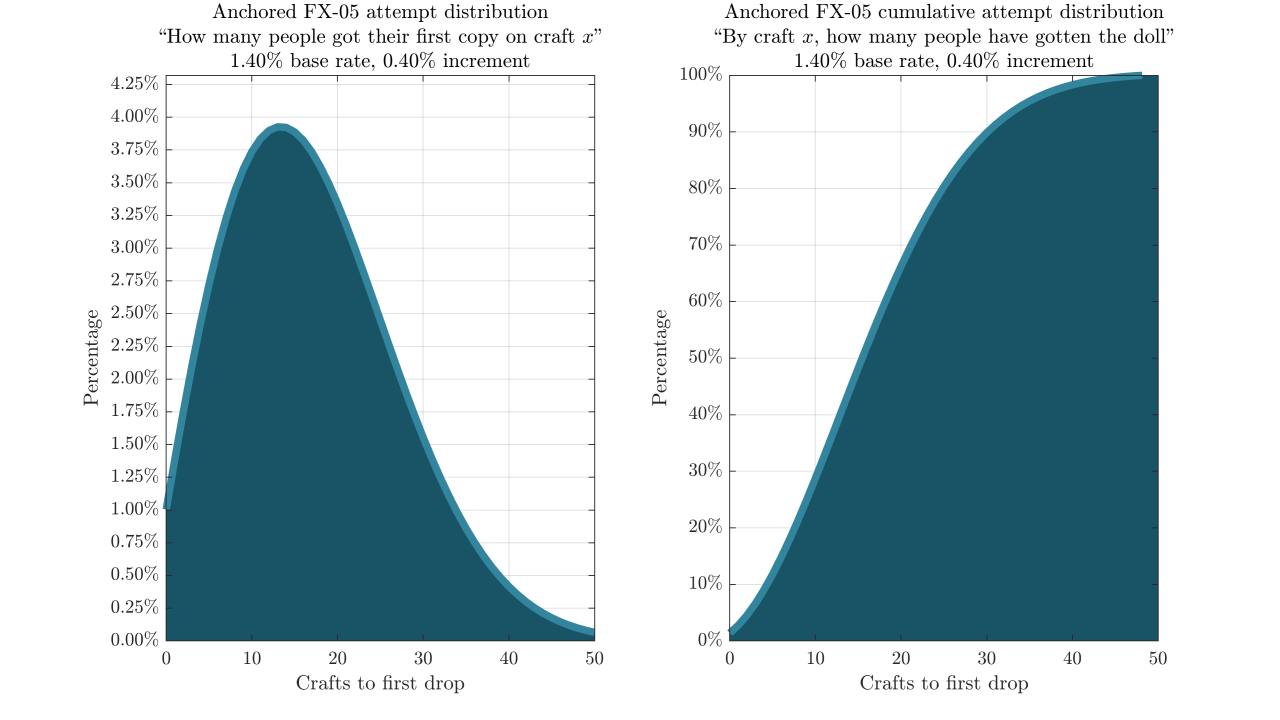 Anchored FX-05 attempt distribution
“How many people got their first copy on craft x”
1.40% base rate, 0.40% increment
4.25%
4.00%
3.75%
3.50%
3.25%
3.00%
2.75%
2.50%
2.25%
2.00%
1.75%
1.50%
1.25%
1.00%
0.75%
0.50%
0.25%
0.00%
Percentage
0 10 20 30 40 50
Crafts to first drop
Anchored FX-05 cumulative attempt distribution
“By craft x, how many people have gotten the doll”
1.40% base rate, 0.40% increment
100%
90%
80%
70%
60%
50%
40%
30%
20%
10%
0%
Percentage
0 10 20 30 40 50
Crafts to first drop